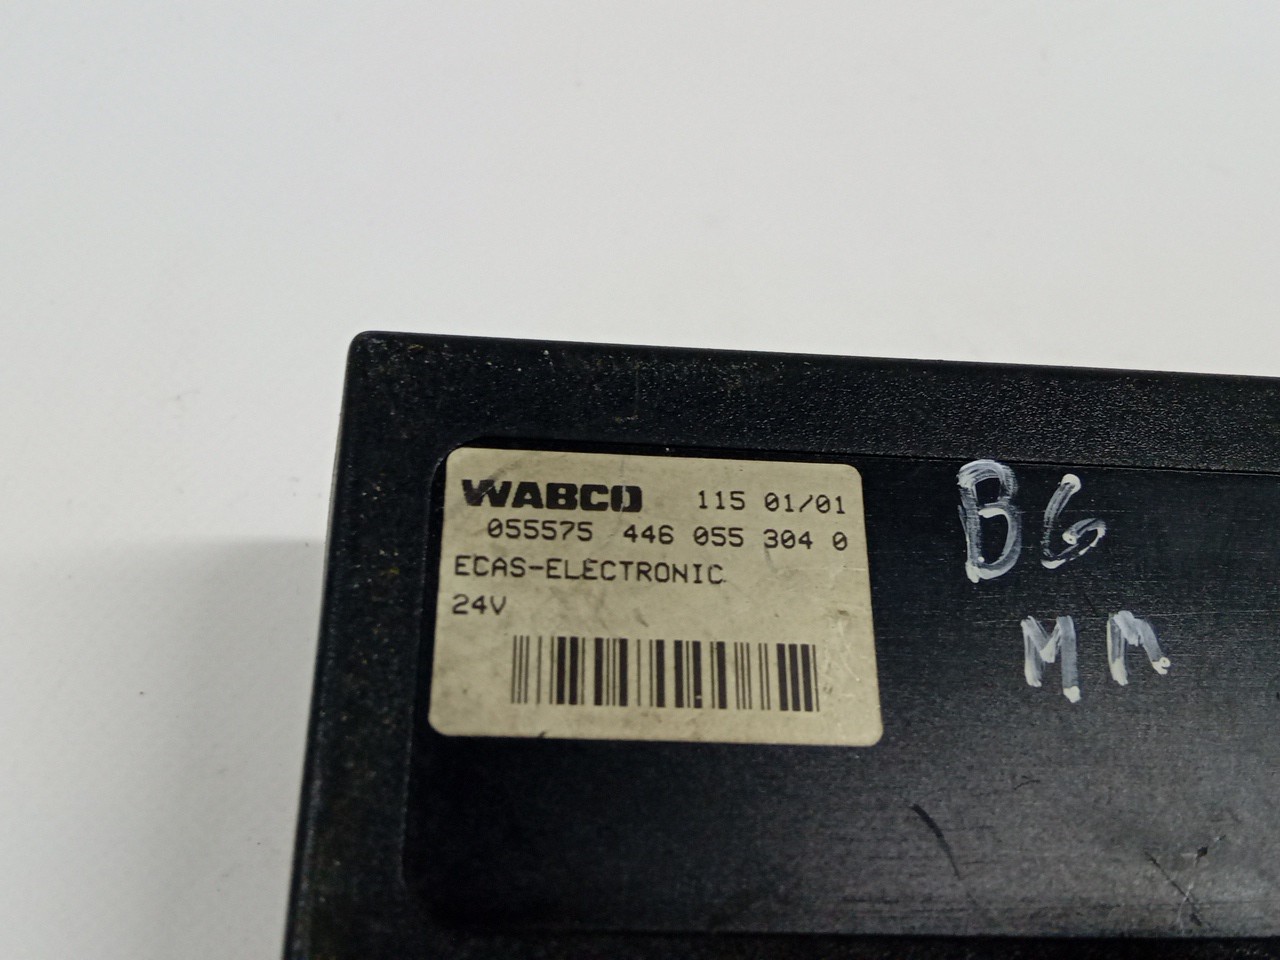 WABCO 115 01/01
055575 446 055 304 0
ECAS-ELECTRONIC
24V
BG
MM